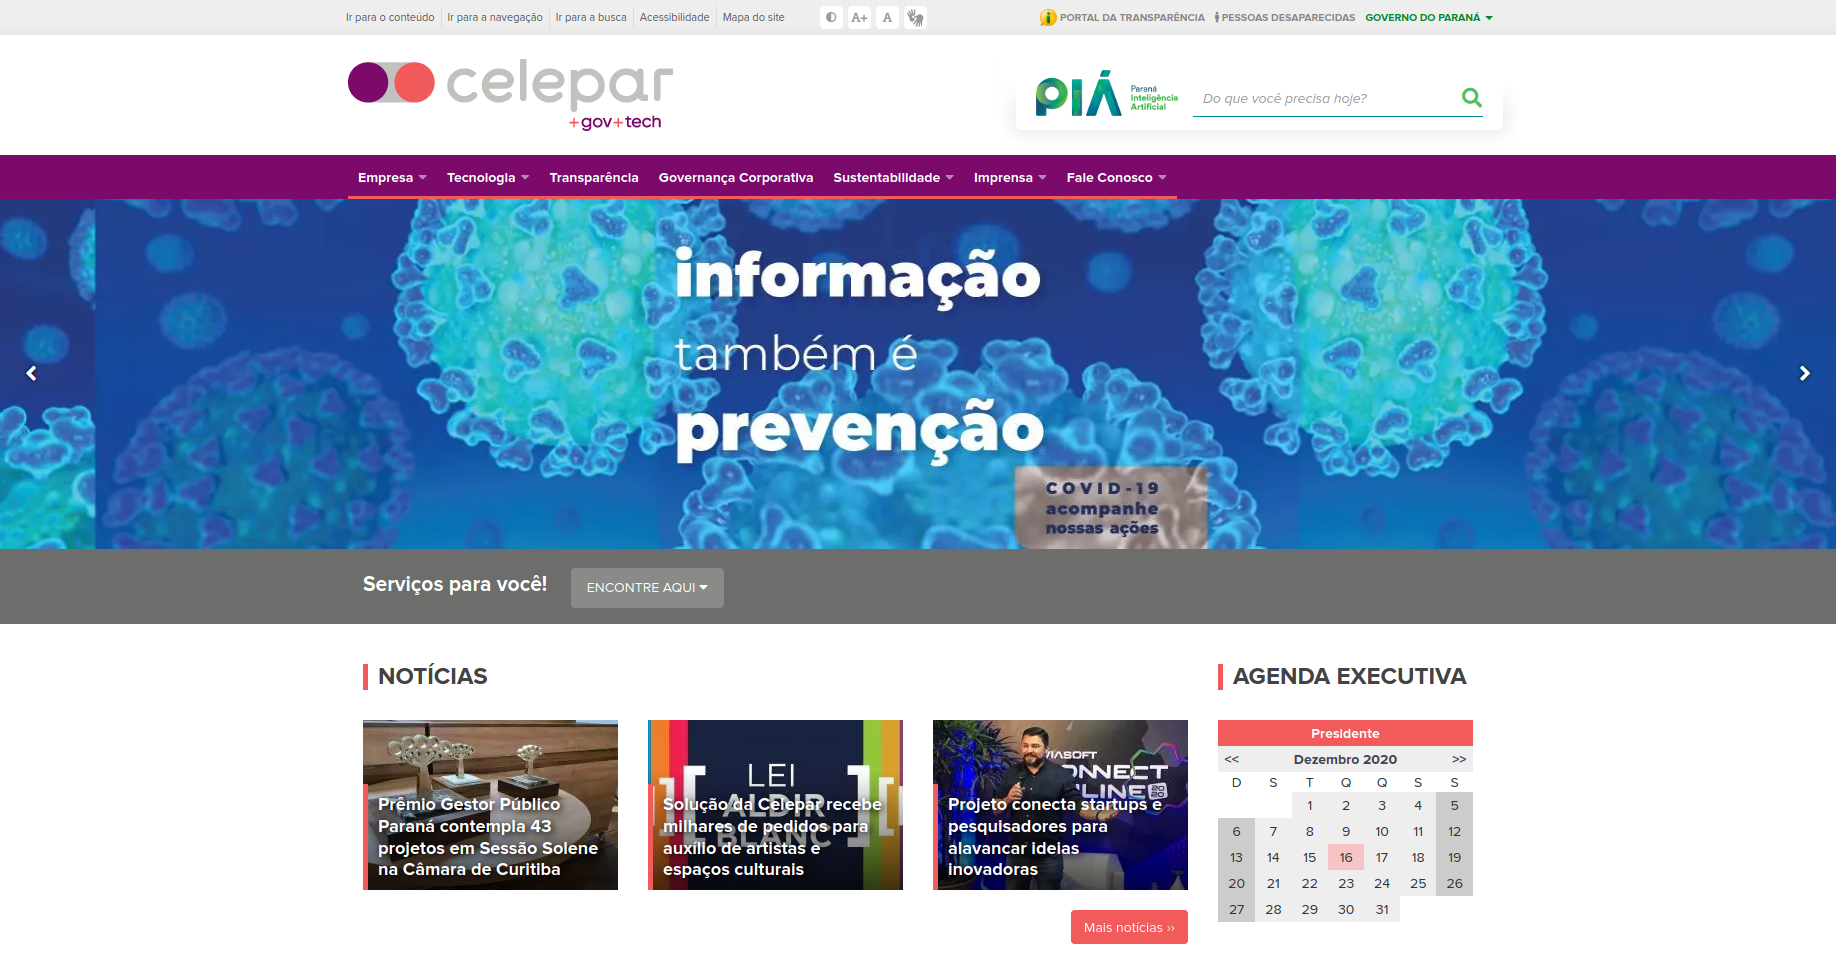 Ir para o conteúdo Ir para a navegação Ir para a busca Acessibilidade Mapa do site A+ A PORTAL DA TRANSPARÊNCIA PESSOAS DESAPARECIDAS GOVERNO DO PARANÁ
celepar
+gov+tech
PIÁ
Paraná
Inteligência
Artificial
Do que você precisa hoje?
Empresa Tecnologia Transparência Governança Corporativa Sustentabilidade Imprensa Fale Conosco
informação
também é
prevenção
COVID-19
acompanhe
nossas ações
Serviços para você! ENCONTRE AQUI
NOTÍCIAS
Prêmio Gestor Público
Paraná contempla 43
projetos em Sessão Solene
na Câmara de Curitiba
LEI
ALDIR
BLANC
Solução da Celepar recebe
milhares de pedidos para
auxílio de artistas e
espaços culturais
VIASOFT
ONNECT
LINE 2020
Projeto conecta startups e
pesquisadores para
alavancar ideias
inovadoras
Mais notícias ››
AGENDA EXECUTIVA
Presidente
<< Dezembro 2020 >>
D S T Q Q S S
1 2 3 4 5
6 7 8 9 10 11 12
13 14 15 16 17 18 19
20 21 22 23 24 25 26
27 28 29 30 31